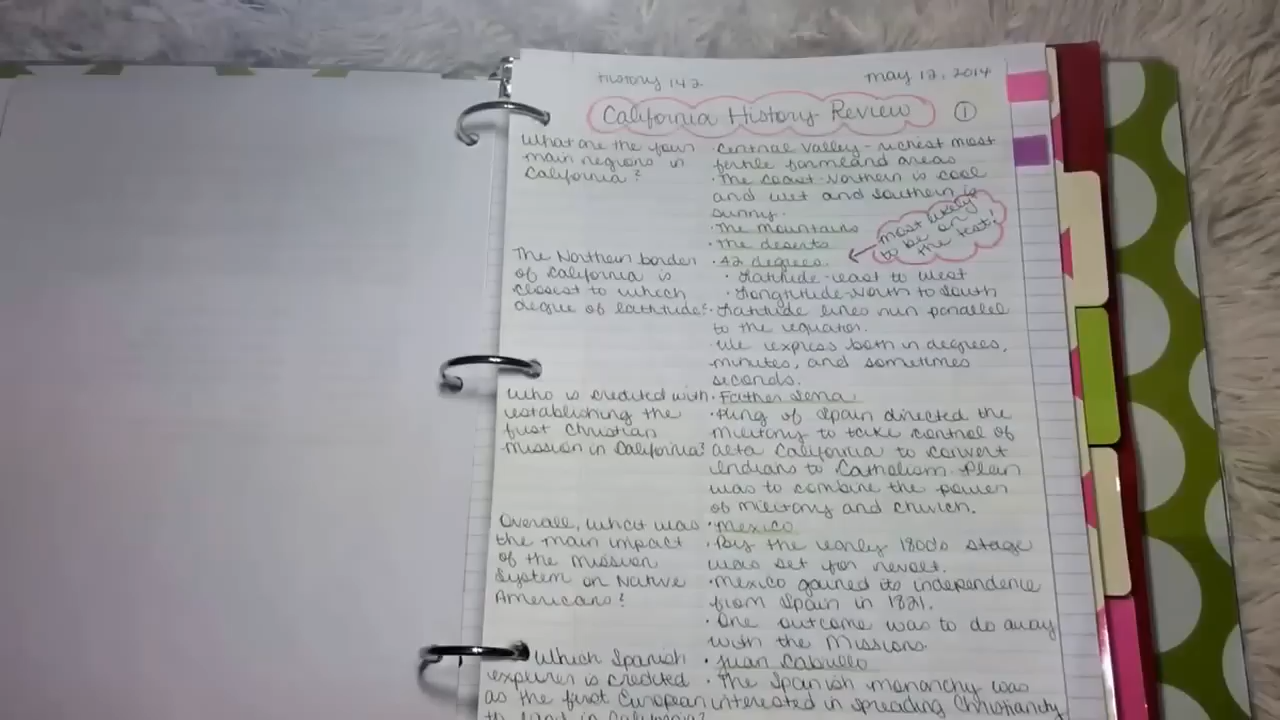 History 142
May 12, 2014
California History Review
1
What are the four
main regions in
California?
• Central Valley - richest most
fertile farmland areas
• The coast - Northern is cool
and wet and southern is
sunny.
• The mountains
• The deserts
most likely
to be on
the test!
The Northern border
of California is
closest to which
degree of latitude?
• 42 degrees.
• Latitude - east to west
• Longitude - North to South
• Latitude lines run parallel
to the equator.
• We express both in degrees,
minutes, and sometimes
seconds.
Who is credited with
establishing the
first Christian
Mission in California?
• Father Serra.
• King of Spain directed the
military to take control of
alta California to convert
Indians to Catholism. Plan
was to combine the power
of military and church.
Overall, what was
the main impact
of the Mission
System on Native
Americans?
• Mexico.
• By the early 1800s stage
was set for revolt.
• Mexico gained its independence
from Spain in 1821.
• One outcome was to do away
with the Missions.
Which Spanish
explorer is credited
as the first European
to land in California?
• Juan Cabrillo
• The Spanish monarchy was
interested in spreading Christianity